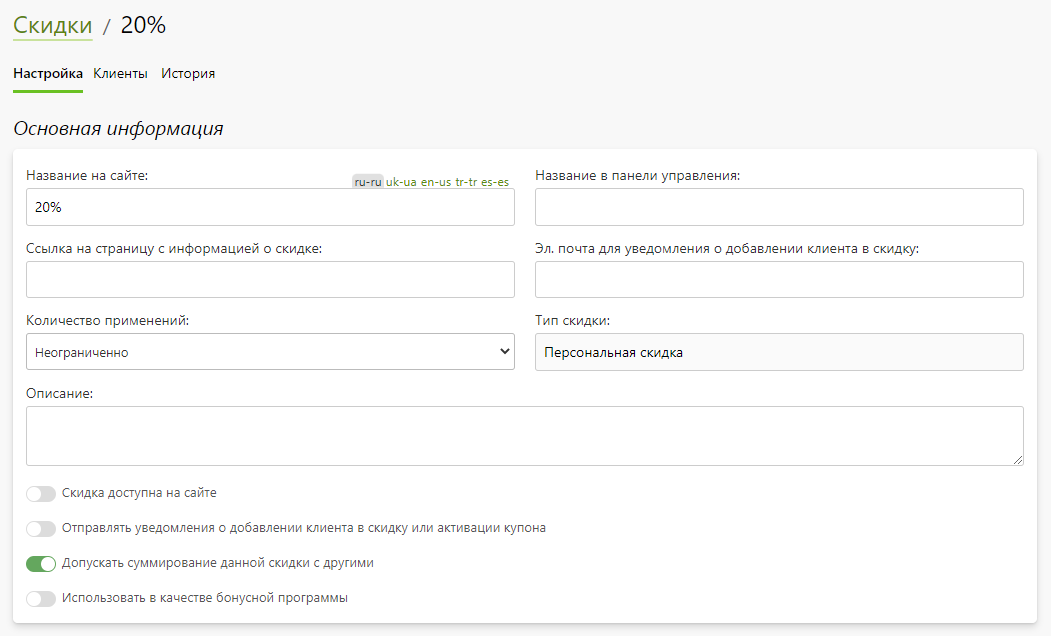 Скидки / 20%
Настройка Клиенты История
Основная информация
Название на сайте: ru-ru uk-ua en-us tr-tr es-es Название в панели управления:
20%
Ссылка на страницу с информацией о скидке: Эл. почта для уведомления о добавлении клиента в скидку:
Количество применений: Тип скидки:
Неограниченно Персональная скидка
Описание:
Скидка доступна на сайте
Отправлять уведомления о добавлении клиента в скидку или активации купона
Допускать суммирование данной скидки с другими
Использовать в качестве бонусной программы